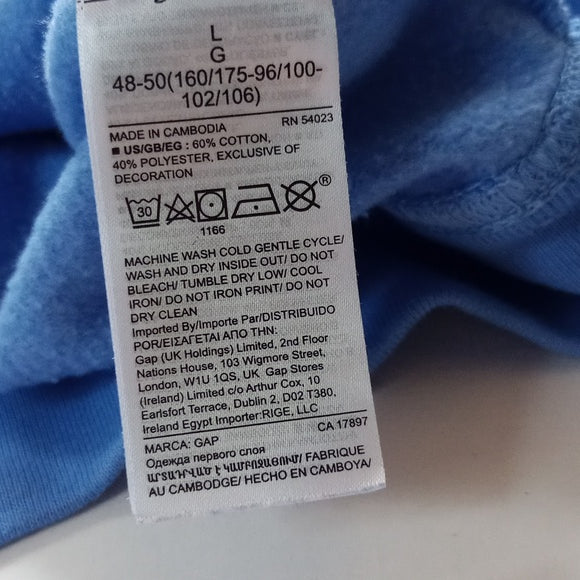 L
G
48-50(160/175-96/100-
102/106)
MADE IN CAMBODIA RN 54023
■ US/GB/EG : 60% COTTON,
40% POLYESTER, EXCLUSIVE OF
DECORATION
30
®
1166
MACHINE WASH COLD GENTLE CYCLE/
WASH AND DRY INSIDE OUT/ DO NOT
BLEACH/ TUMBLE DRY LOW/ COOL
IRON/ DO NOT IRON PRINT/ DO NOT
DRY CLEAN
Imported By/Importe Par/DISTRIBUIDO
POR/ΕΙΣΑΓΕΤΑΙ ΑΠΟ ΤΗΝ:
Gap (UK Holdings) Limited, 2nd Floor
Nations House, 103 Wigmore Street,
London, W1U 1QS, UK. Gap Stores
(Ireland) Limited c/o Arthur Cox, 10
Earlsfort Terrace, Dublin 2, D02 T380,
Ireland Egypt Importer:RIGE, LLC
MARCA: GAP CA 17897
Одежда первого слоя
ԱՐՏԱԴՐՎԱԾ Է ԿԱՄԲՈՋԱՅՈՒՄ/ FABRIQUE
AU CAMBODGE/ HECHO EN CAMBOYA/